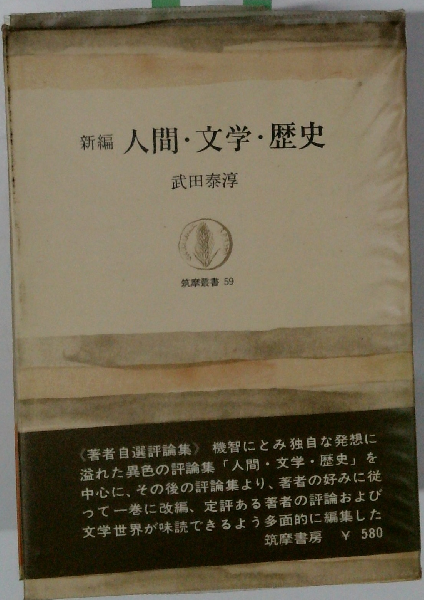 新編 人間・文学・歴史
武田泰淳
筑摩叢書 59
《著者自選評論集》 機智にとみ独自な発想に
溢れた異色の評論集「人間・文学・歴史」を
中心に、その後の評論集より、著者の好みに従
って一巻に改編、定評ある著者の評論および
文学世界が味読できるよう多面的に編集した
筑摩書房 ¥ 580